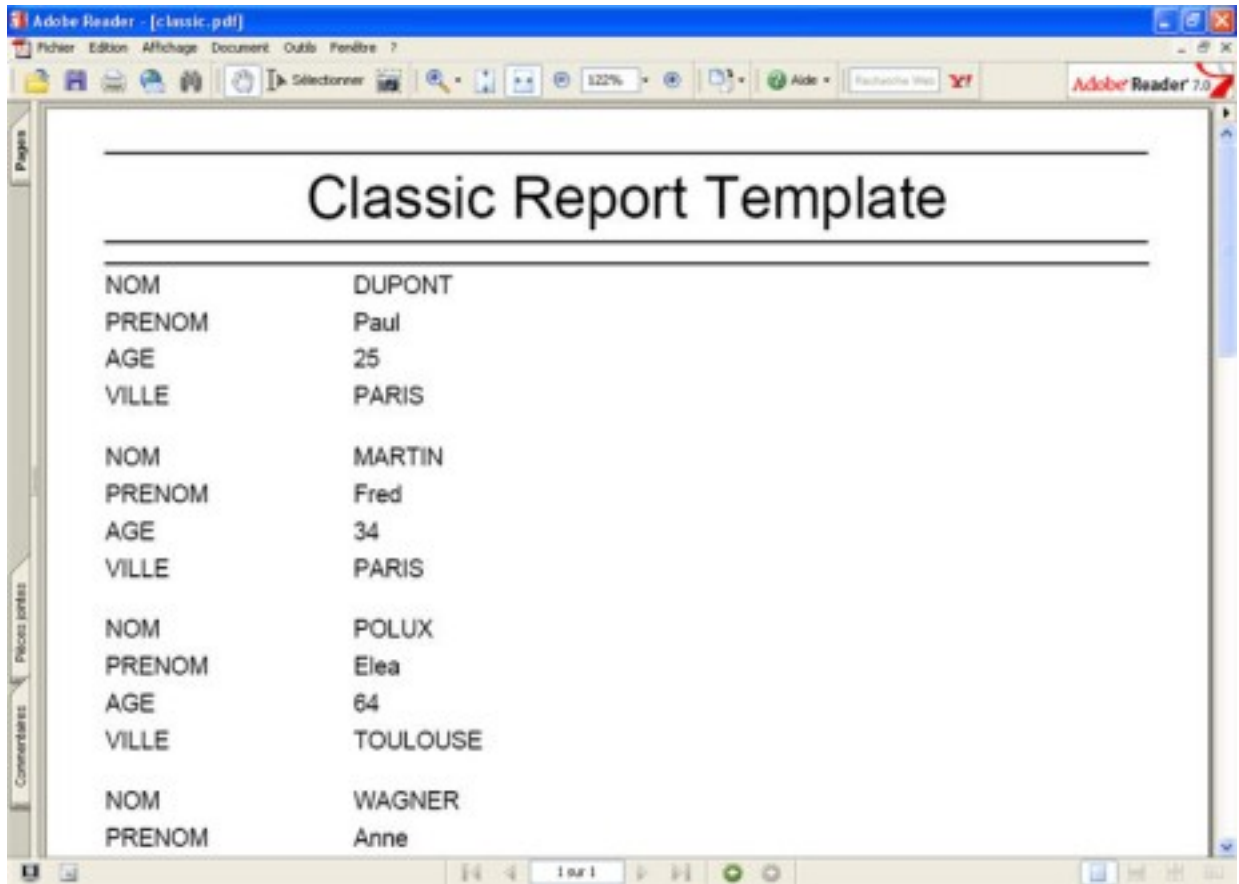 Adobe Reader - [classic.pdf]
Fichier Edition Affichage Document Outils Fenêtre ?
Sélectionner 122% Aide Recherche Web Y! Adobe Reader 7.0
Pages
Classic Report Template
NOM DUPONT
PRENOM Paul
AGE 25
VILLE PARIS
NOM MARTIN
PRENOM Fred
AGE 34
VILLE PARIS
NOM POLUX
PRENOM Elea
AGE 64
VILLE TOULOUSE
NOM WAGNER
PRENOM Anne
Pièces jointes
Commentaires
1 sur 1